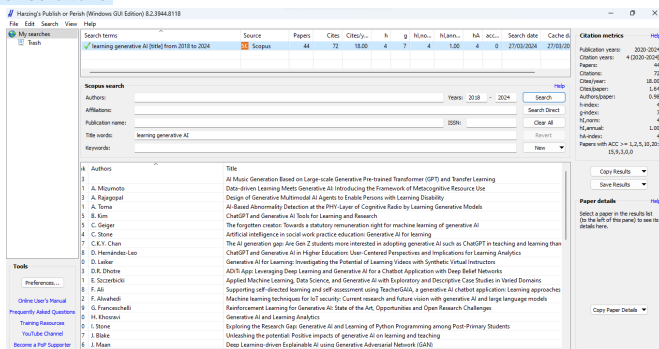 Harzing's Publish or Perish (Windows GUI Edition) 8.2.3944.8118
File Edit Search View Help
My searches
Trash
Search terms Source Papers Cites Cites/y... h g hI,no... hI,ann... hA acc... Search date Cache d
learning generative AI [title] from 2018 to 2024 Scopus 44 72 18.00 4 7 4 1.00 4 0 27/03/2024 27/03/20
Scopus search Help
Authors: Years: 2018 - 2024 Search
Affiliations: Search Direct
Publication name: ISSN: Clear All
Title words: learning generative AI Revert
Keywords: New
Authors Title
AI Music Generation Based on Large-scale Generative Pre-trained Transformer (GPT) and Transfer Learning
A. Mizumoto Data-driven Learning Meets Generative AI: Introducing the Framework of Metacognitive Resource Use
A. Rajagopal Design of Generative Multimodal AI Agents to Enable Persons with Learning Disability
A. Toma AI-Based Abnormality Detection at the PHY-Layer of Cognitive Radio by Learning Generative Models
B. Kim ChatGPT and Generative AI Tools for Learning and Research
C. Geiger The forgotten creator: Towards a statutory remuneration right for machine learning of generative AI
C. Stone Artificial intelligence in social work practice education: Generative AI for learning
C.K.Y. Chan The AI generation gap: Are Gen Z students more interested in adopting generative AI such as ChatGPT in teaching and learning than
D. Hernández-Leo ChatGPT and Generative AI in Higher Education: User-Centered Perspectives and Implications for Learning Analytics
D. Leiker Generative AI for Learning: Investigating the Potential of Learning Videos with Synthetic Virtual Instructors
D.R. Dhotre ADiTi App: Leveraging Deep Learning and Generative AI for a Chatbot Application with Deep Belief Networks
E. Szczerbicki Applied Machine Learning, Data Science, and Generative AI with Exploratory and Descriptive Case Studies in Varied Domains
F. Ali Supporting self-directed learning and self-assessment using TeacherGAIA, a generative AI chatbot application: Learning approaches
F. Alwahedi Machine learning techniques for IoT security: Current research and future vision with generative AI and large language models
G. Franceschelli Reinforcement Learning for Generative AI: State of the Art, Opportunities and Open Research Challenges
H. Khosravi Generative AI and Learning Analytics
I. Stone Exploring the Research Gap: Generative AI and Learning of Python Programming among Post-Primary Students
J. Blake Unleashing the potential: Positive impacts of generative AI on learning and teaching
J. Maan Deep Learning-driven Explainable AI using Generative Adversarial Network (GAN)
Tools
Preferences...
Online User's Manual
Frequently Asked Questions
Training Resources
YouTube Channel
Become a PoP Supporter
Citation metrics Help
Publication years: 2020-2024
Citation years: 4 (2020-2024)
Papers: 44
Citations: 72
Cites/year: 18.00
Cites/paper: 1.64
Authors/paper: 0.98
h-index: 4
g-index: 7
hI,norm: 4
hI,annual: 1.00
hA-index: 4
Papers with ACC >= 1,2,5,10,20:
15,9,3,0,0
Copy Results
Save Results
Paper details Help
Select a paper in the results list
(to the left of this pane) to see its
details here.
Copy Paper Details